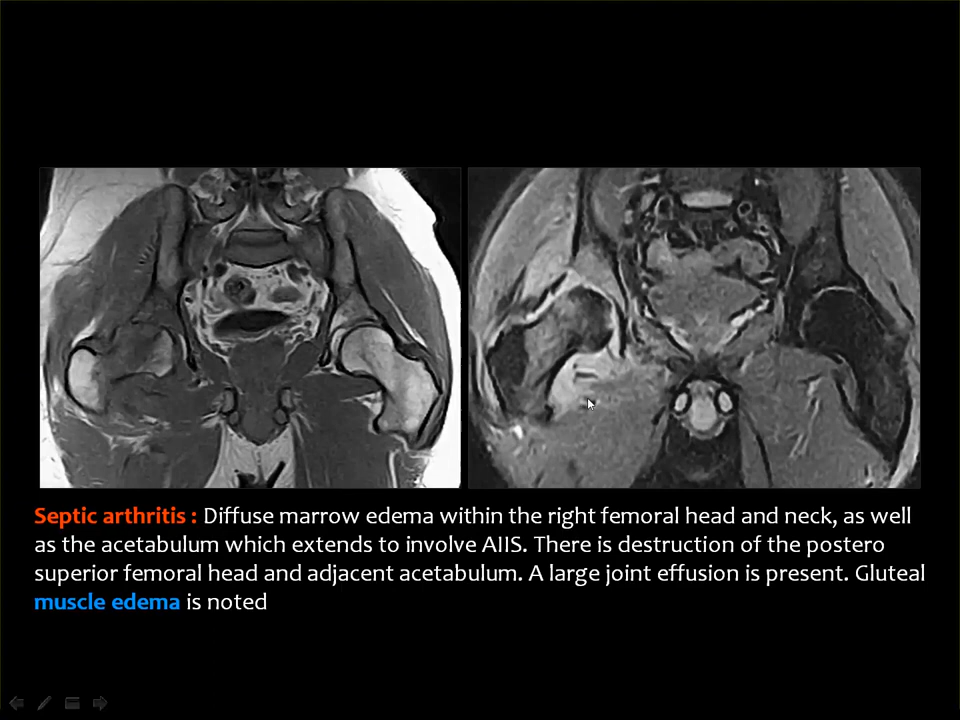 Septic arthritis : Diffuse marrow edema within the right femoral head and neck, as well
as the acetabulum which extends to involve AIIS. There is destruction of the postero
superior femoral head and adjacent acetabulum. A large joint effusion is present. Gluteal
muscle edema is noted